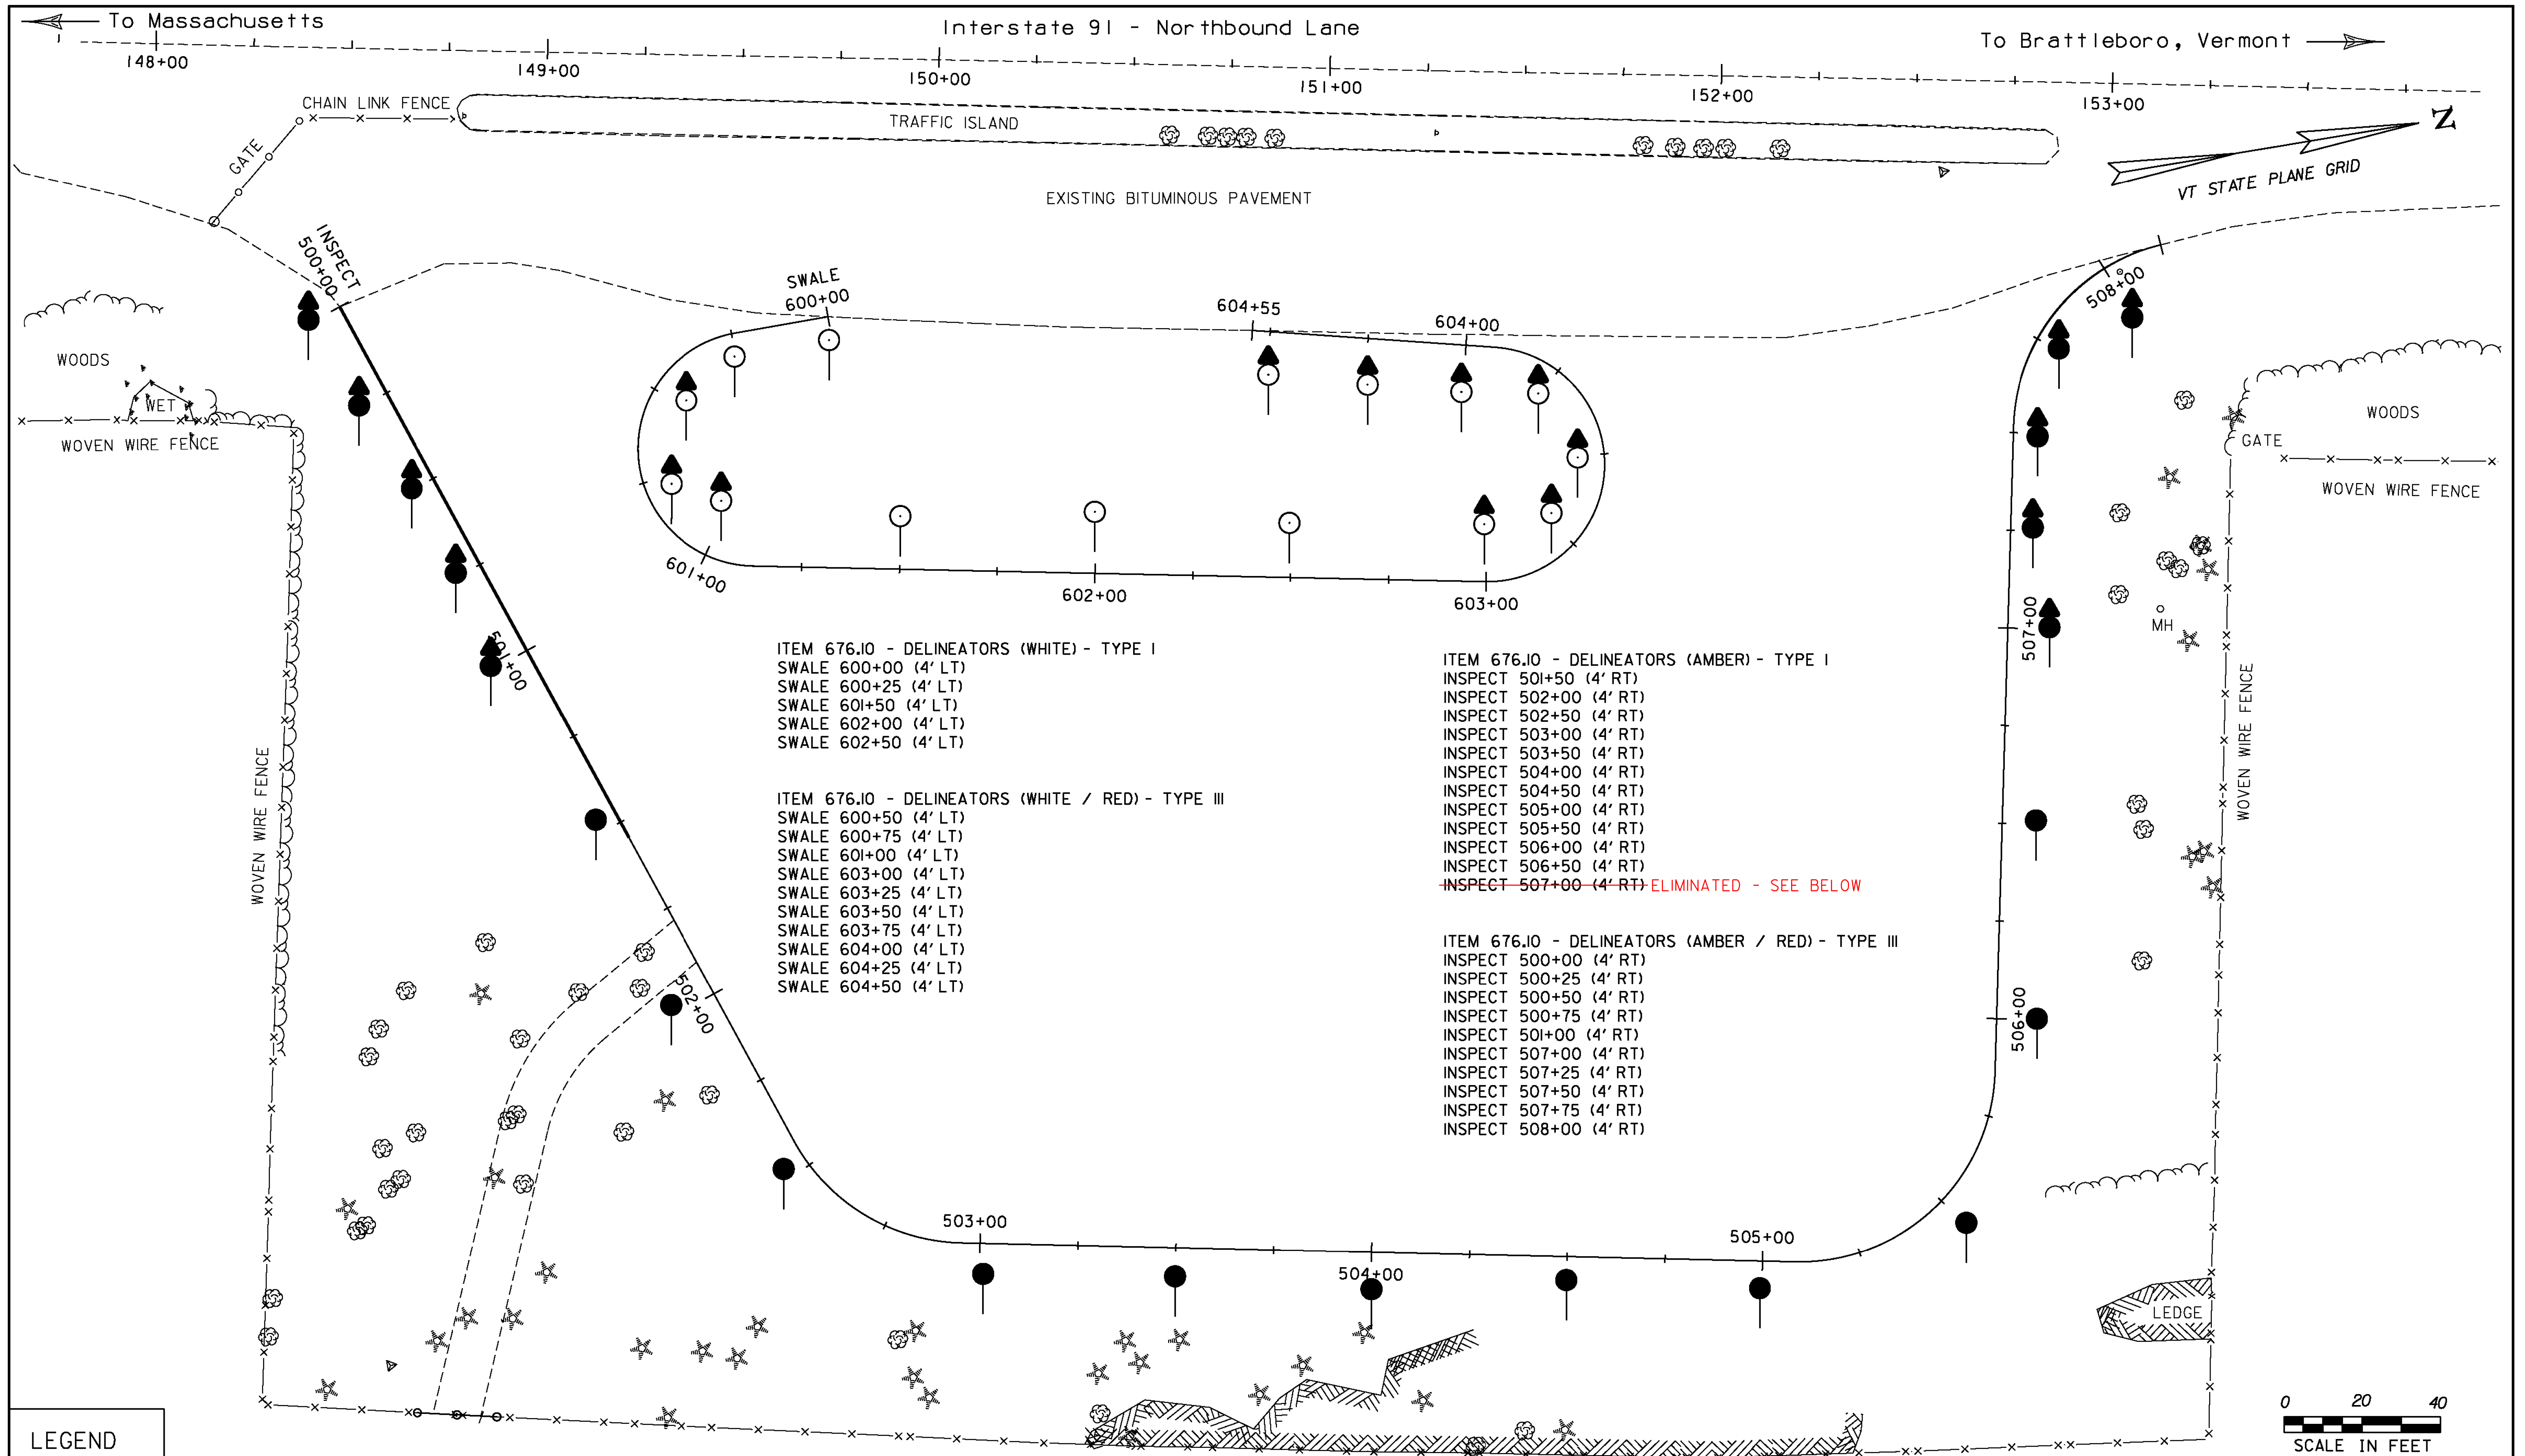 To Massachusetts
Interstate 91 - Northbound Lane
To Brattleboro, Vermont
148+00
149+00
150+00
151+00
152+00
153+00
CHAIN LINK FENCE
TRAFFIC ISLAND
GATE
EXISTING BITUMINOUS PAVEMENT
Z
VT STATE PLANE GRID
INSPECT
500+00
SWALE
600+00
604+55
604+00
508+00
WOODS
WET
WOVEN WIRE FENCE
WOODS
GATE
WOVEN WIRE FENCE
601+00
602+00
603+00
501+00
507+00
MH
ITEM 676.10 - DELINEATORS (WHITE) - TYPE I
SWALE 600+00 (4' LT)
SWALE 600+25 (4' LT)
SWALE 601+50 (4' LT)
SWALE 602+00 (4' LT)
SWALE 602+50 (4' LT)
ITEM 676.10 - DELINEATORS (WHITE / RED) - TYPE III
SWALE 600+50 (4' LT)
SWALE 600+75 (4' LT)
SWALE 601+00 (4' LT)
SWALE 603+00 (4' LT)
SWALE 603+25 (4' LT)
SWALE 603+50 (4' LT)
SWALE 603+75 (4' LT)
SWALE 604+00 (4' LT)
SWALE 604+25 (4' LT)
SWALE 604+50 (4' LT)
ITEM 676.10 - DELINEATORS (AMBER) - TYPE I
INSPECT 501+50 (4' RT)
INSPECT 502+00 (4' RT)
INSPECT 502+50 (4' RT)
INSPECT 503+00 (4' RT)
INSPECT 503+50 (4' RT)
INSPECT 504+00 (4' RT)
INSPECT 504+50 (4' RT)
INSPECT 505+00 (4' RT)
INSPECT 505+50 (4' RT)
INSPECT 506+00 (4' RT)
INSPECT 506+50 (4' RT)
INSPECT 507+00 (4' RT) ELIMINATED - SEE BELOW
ITEM 676.10 - DELINEATORS (AMBER / RED) - TYPE III
INSPECT 500+00 (4' RT)
INSPECT 500+25 (4' RT)
INSPECT 500+50 (4' RT)
INSPECT 500+75 (4' RT)
INSPECT 501+00 (4' RT)
INSPECT 507+00 (4' RT)
INSPECT 507+25 (4' RT)
INSPECT 507+50 (4' RT)
INSPECT 507+75 (4' RT)
INSPECT 508+00 (4' RT)
WOVEN WIRE FENCE
WOVEN WIRE FENCE
502+00
506+00
503+00
504+00
505+00
LEDGE
LEGEND
0 20 40
SCALE IN FEET